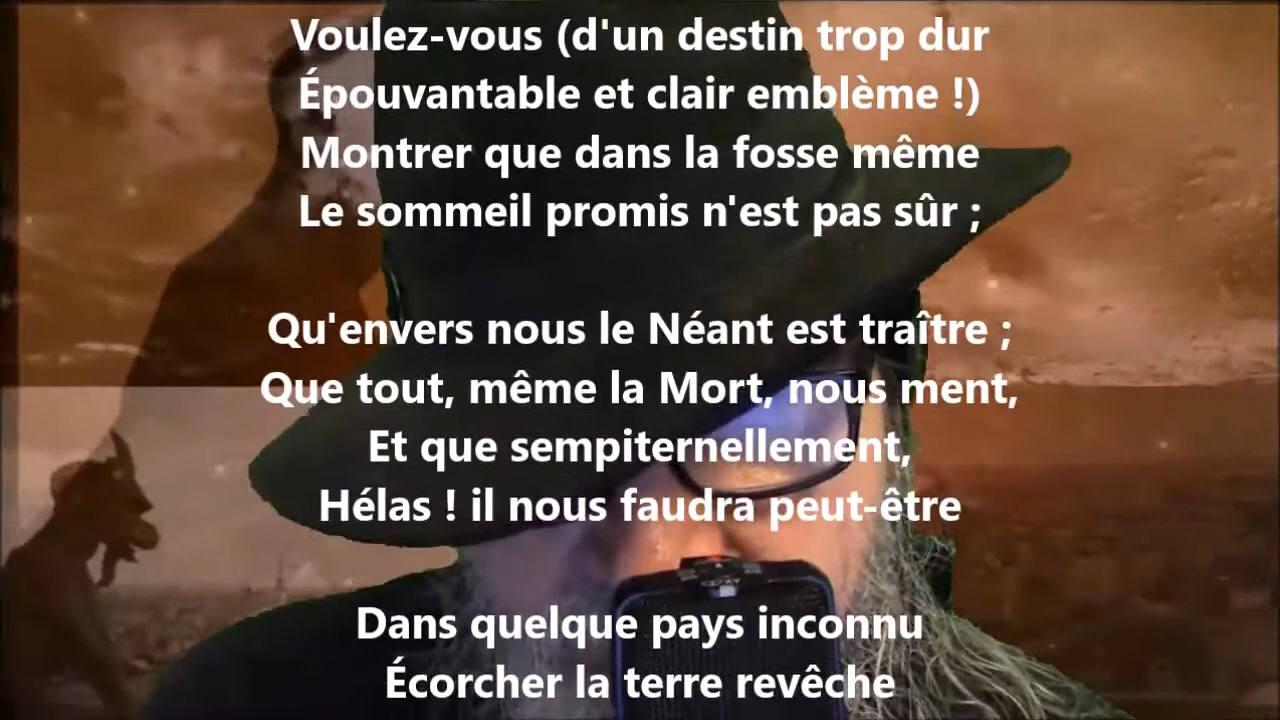 Voulez-vous (d'un destin trop dur
Épouvantable et clair emblème !)
Montrer que dans la fosse même
Le sommeil promis n'est pas sûr ;
Qu'envers nous le Néant est traître ;
Que tout, même la Mort, nous ment,
Et que sempiternellement,
Hélas ! il nous faudra peut-être
Dans quelque pays inconnu
Écorcher la terre revêche